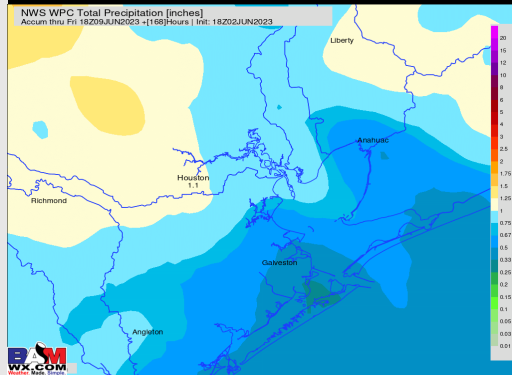 NWS WPC Total Precipitation [inches]
Accum thru Fri 18Z09JUN2023 +[168]Hours | Init: 18Z02JUN2023
Liberty
Anahuac
Houston
1.1
Richmond
Galveston
Angleton
20
15
12
10
8
6
5
4
3
2.5
2
1.75
1.5
1.25
1
0.75
0.67
0.5
0.33
0.25
0.2
0.15
0.1
0.05
0.03
0.01
BAM
WX.COM
Weather Made Simple